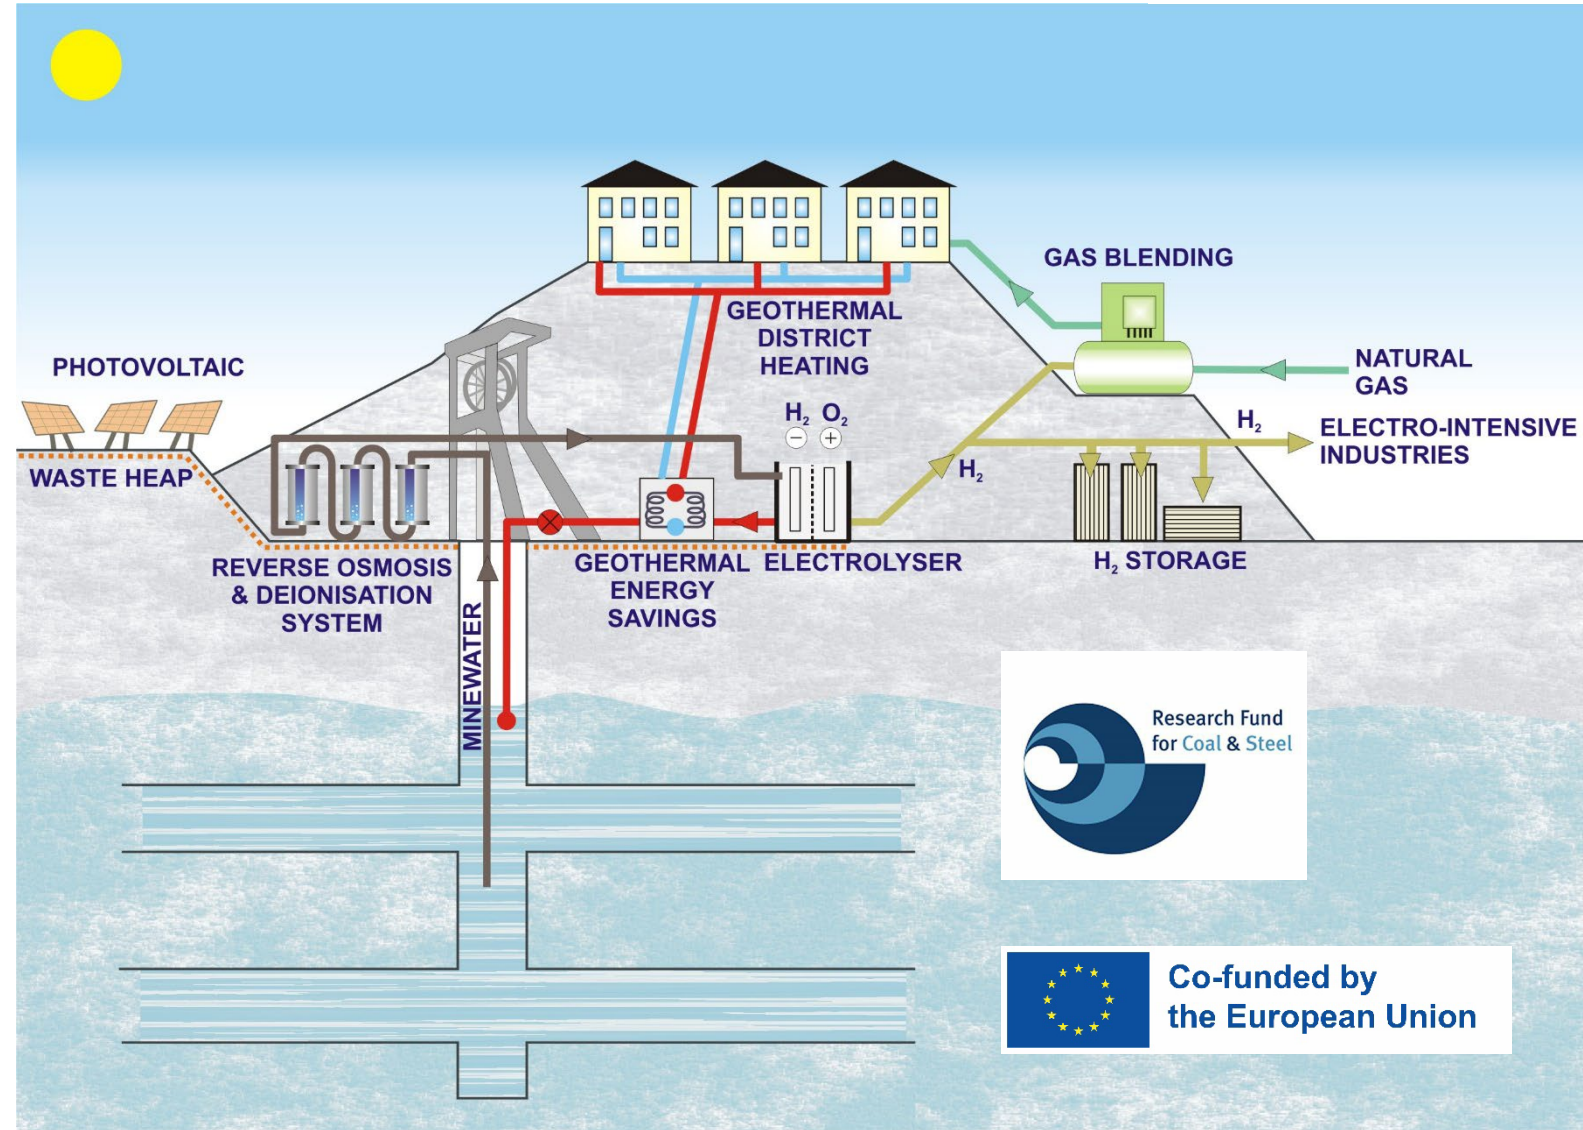 GAS BLENDING
GEOTHERMAL
DISTRICT
HEATING
PHOTOVOLTAIC
NATURAL
GAS
H₂ O₂
− +
H₂
ELECTRO-INTENSIVE
INDUSTRIES
WASTE HEAP
H₂
REVERSE OSMOSIS
& DEIONISATION
SYSTEM
GEOTHERMAL
ENERGY
SAVINGS
ELECTROLYSER
H₂ STORAGE
MINEWATER
Research Fund
for Coal & Steel
Co-funded by
the European Union